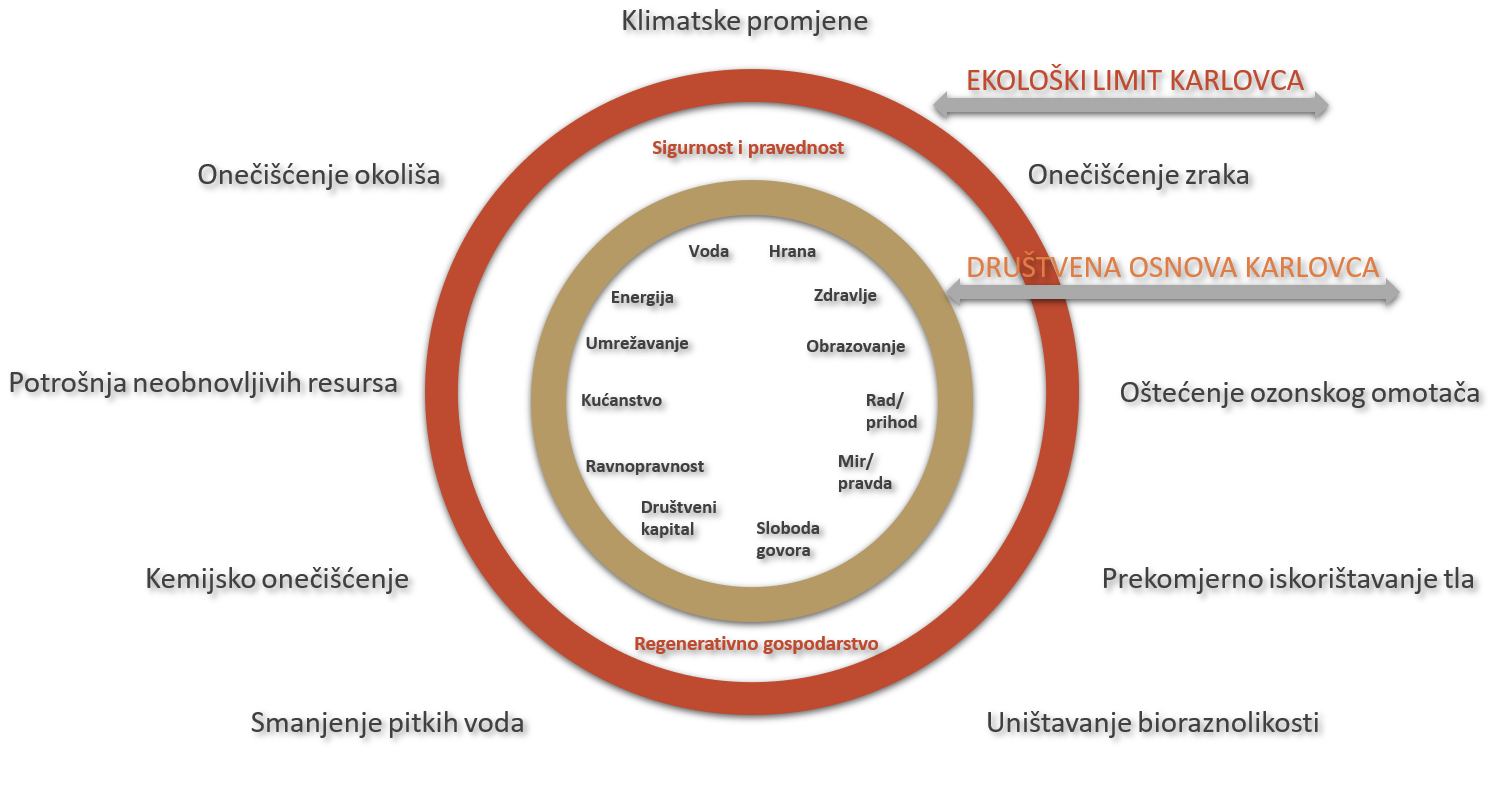 Klimatske promjene
EKOLOŠKI LIMIT KARLOVCA
Sigurnost i pravednost
Onečišćenje okoliša
Onečišćenje zraka
Voda
Hrana
DRUŠTVENA OSNOVA KARLOVCA
Energija
Zdravlje
Umrežavanje
Obrazovanje
Potrošnja neobnovljivih resursa
Oštećenje ozonskog omotača
Kućanstvo
Rad/
prihod
Ravnopravnost
Mir/
pravda
Društveni
kapital
Sloboda
govora
Kemijsko onečišćenje
Prekomjerno iskorištavanje tla
Regenerativno gospodarstvo
Smanjenje pitkih voda
Uništavanje bioraznolikosti